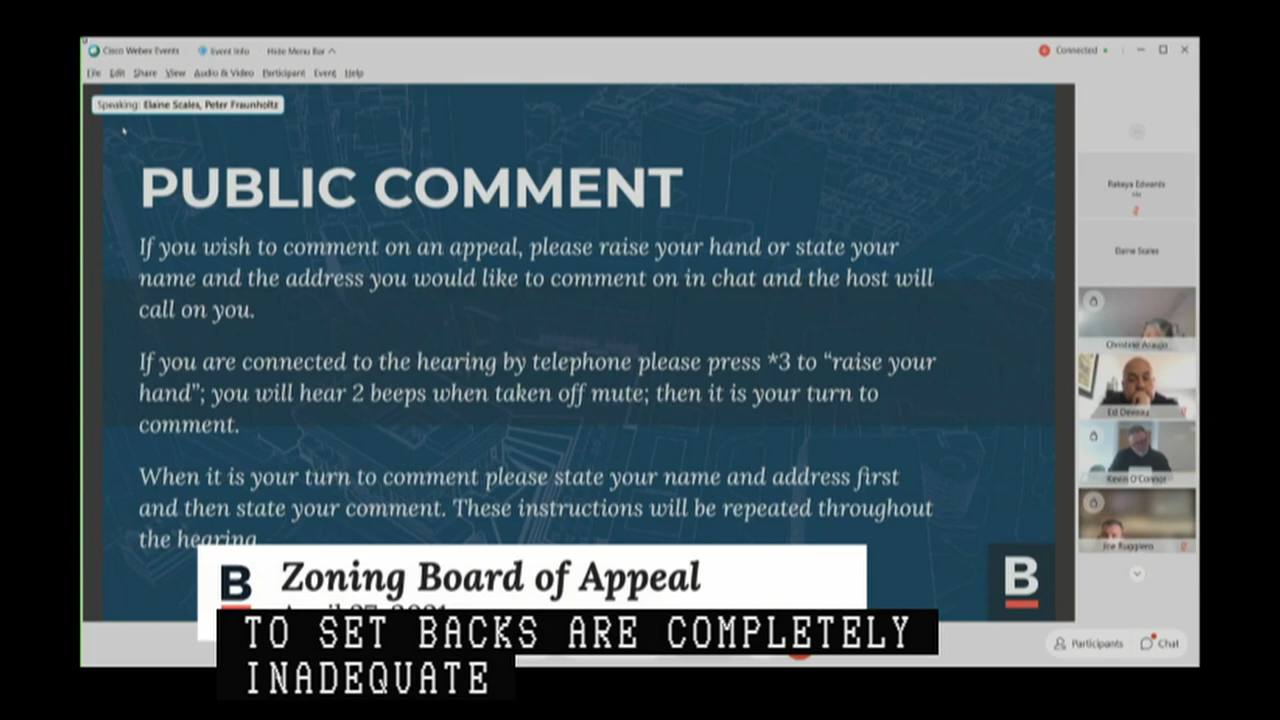 Cisco Webex Events
Event Info
Hide Menu Bar
Connected
File Edit Share View Audio & Video Participant Event Help
Speaking: Elaine Scales, Peter Fraunholtz
PUBLIC COMMENT
If you wish to comment on an appeal, please raise your hand or state your
name and the address you would like to comment on in chat and the host will
call on you.
If you are connected to the hearing by telephone please press *3 to “raise your
hand”; you will hear 2 beeps when taken off mute; then it is your turn to
comment.
When it is your turn to comment please state your name and address first
and then state your comment. These instructions will be repeated throughout
the hearing
Rakeya Edwards
Elaine Scales
Christine Araujo
Ed Deveau
Kevin O'Connor
Joe Ruggiero
B
Participants
Chat
B
Zoning Board of Appeal
TO SET BACKS ARE COMPLETELY
INADEQUATE